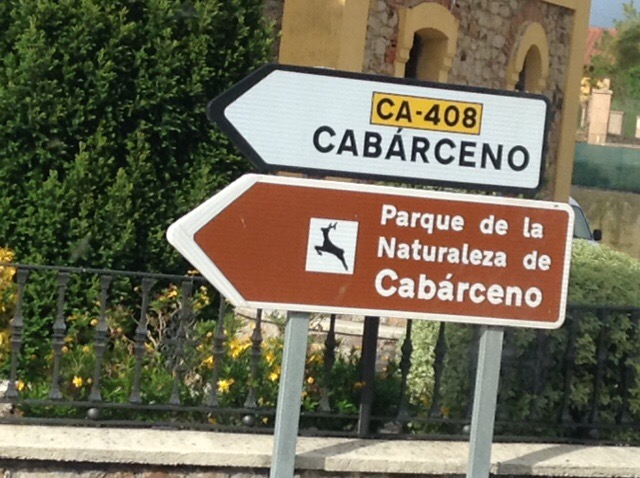 CA-408
CABÁRCENO
Parque de la
Naturaleza de
Cabárceno